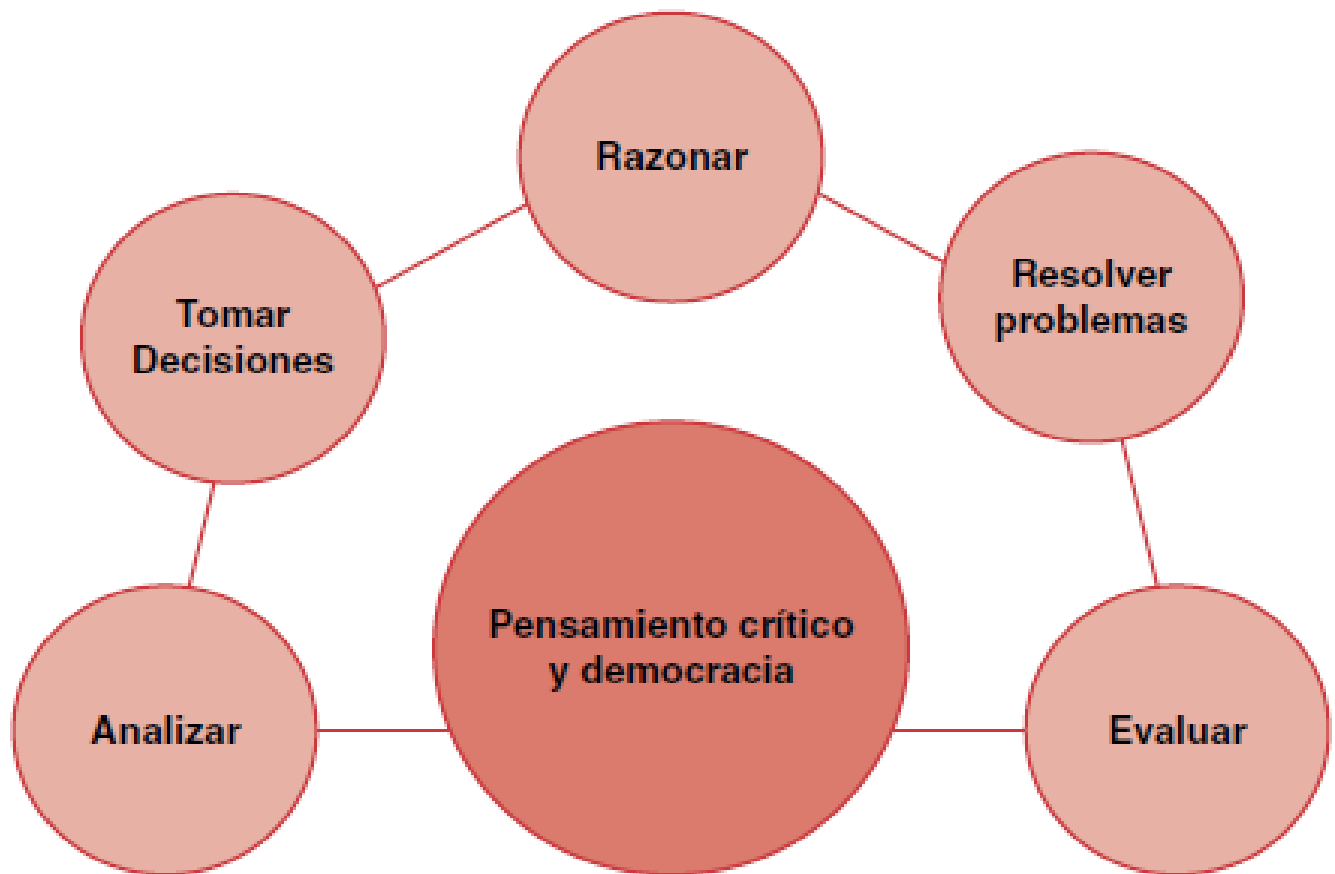 Razonar
Resolver
problemas
Tomar
Decisiones
Pensamiento crítico
y democracia
Analizar
Evaluar